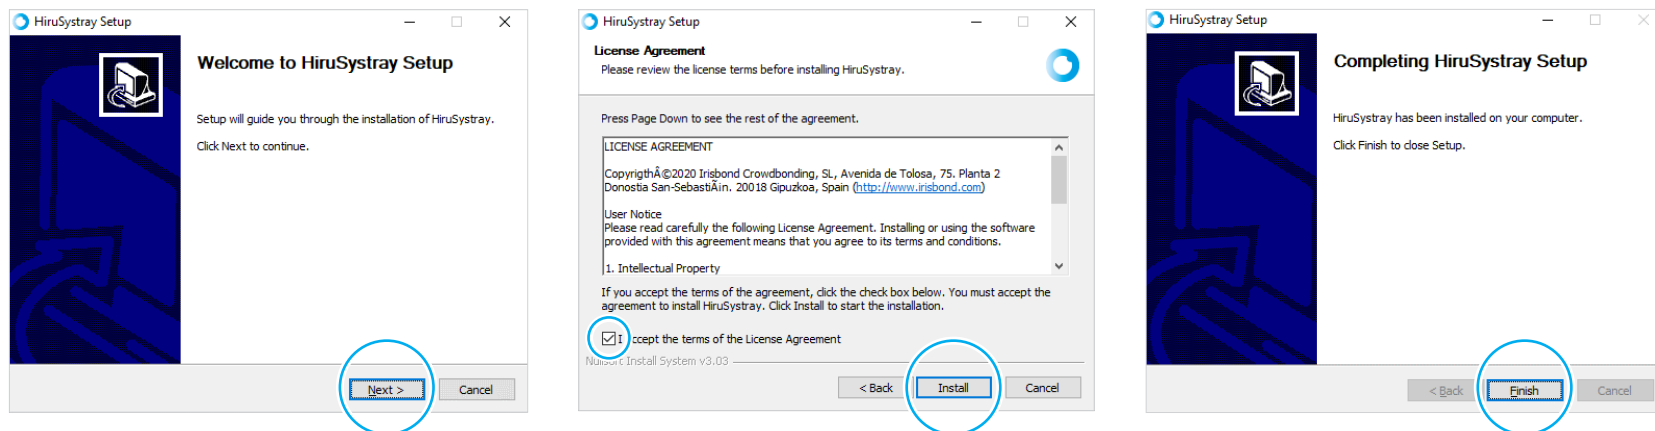 HiruSystray Setup
Welcome to HiruSystray Setup
Setup will guide you through the installation of HiruSystray.
Click Next to continue.
Next >
Cancel
HiruSystray Setup
License Agreement
Please review the license terms before installing HiruSystray.
Press Page Down to see the rest of the agreement.
LICENSE AGREEMENT
CopyrigthÂ©2020 Irisbond Crowdbonding, SL, Avenida de Tolosa, 75. Planta 2
Donostia San-SebastiÃin. 20018 Gipuzkoa, Spain (http://www.irisbond.com)
User Notice
Please read carefully the following License Agreement. Installing or using the software
provided with this agreement means that you agree to its terms and conditions.
1. Intellectual Property
If you accept the terms of the agreement, click the check box below. You must accept the
agreement to install HiruSystray. Click Install to start the installation.
I accept the terms of the License Agreement
Nullsoft Install System v3.03
< Back
Install
Cancel
HiruSystray Setup
Completing HiruSystray Setup
HiruSystray has been installed on your computer.
Click Finish to close Setup.
< Back
Finish
Cancel